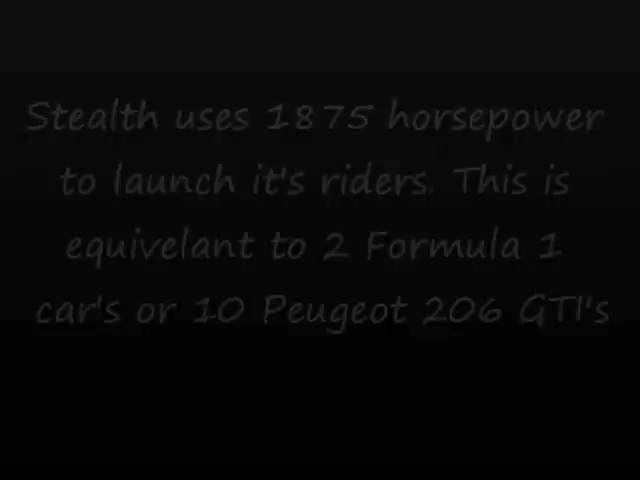 Stealth uses 1875 horsepower
to launch it's riders. This is
equivelant to 2 Formula 1
car's or 10 Peugeot 206 GTI's